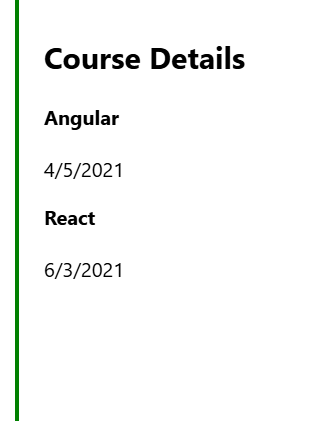 Course Details
Angular
4/5/2021
React
6/3/2021